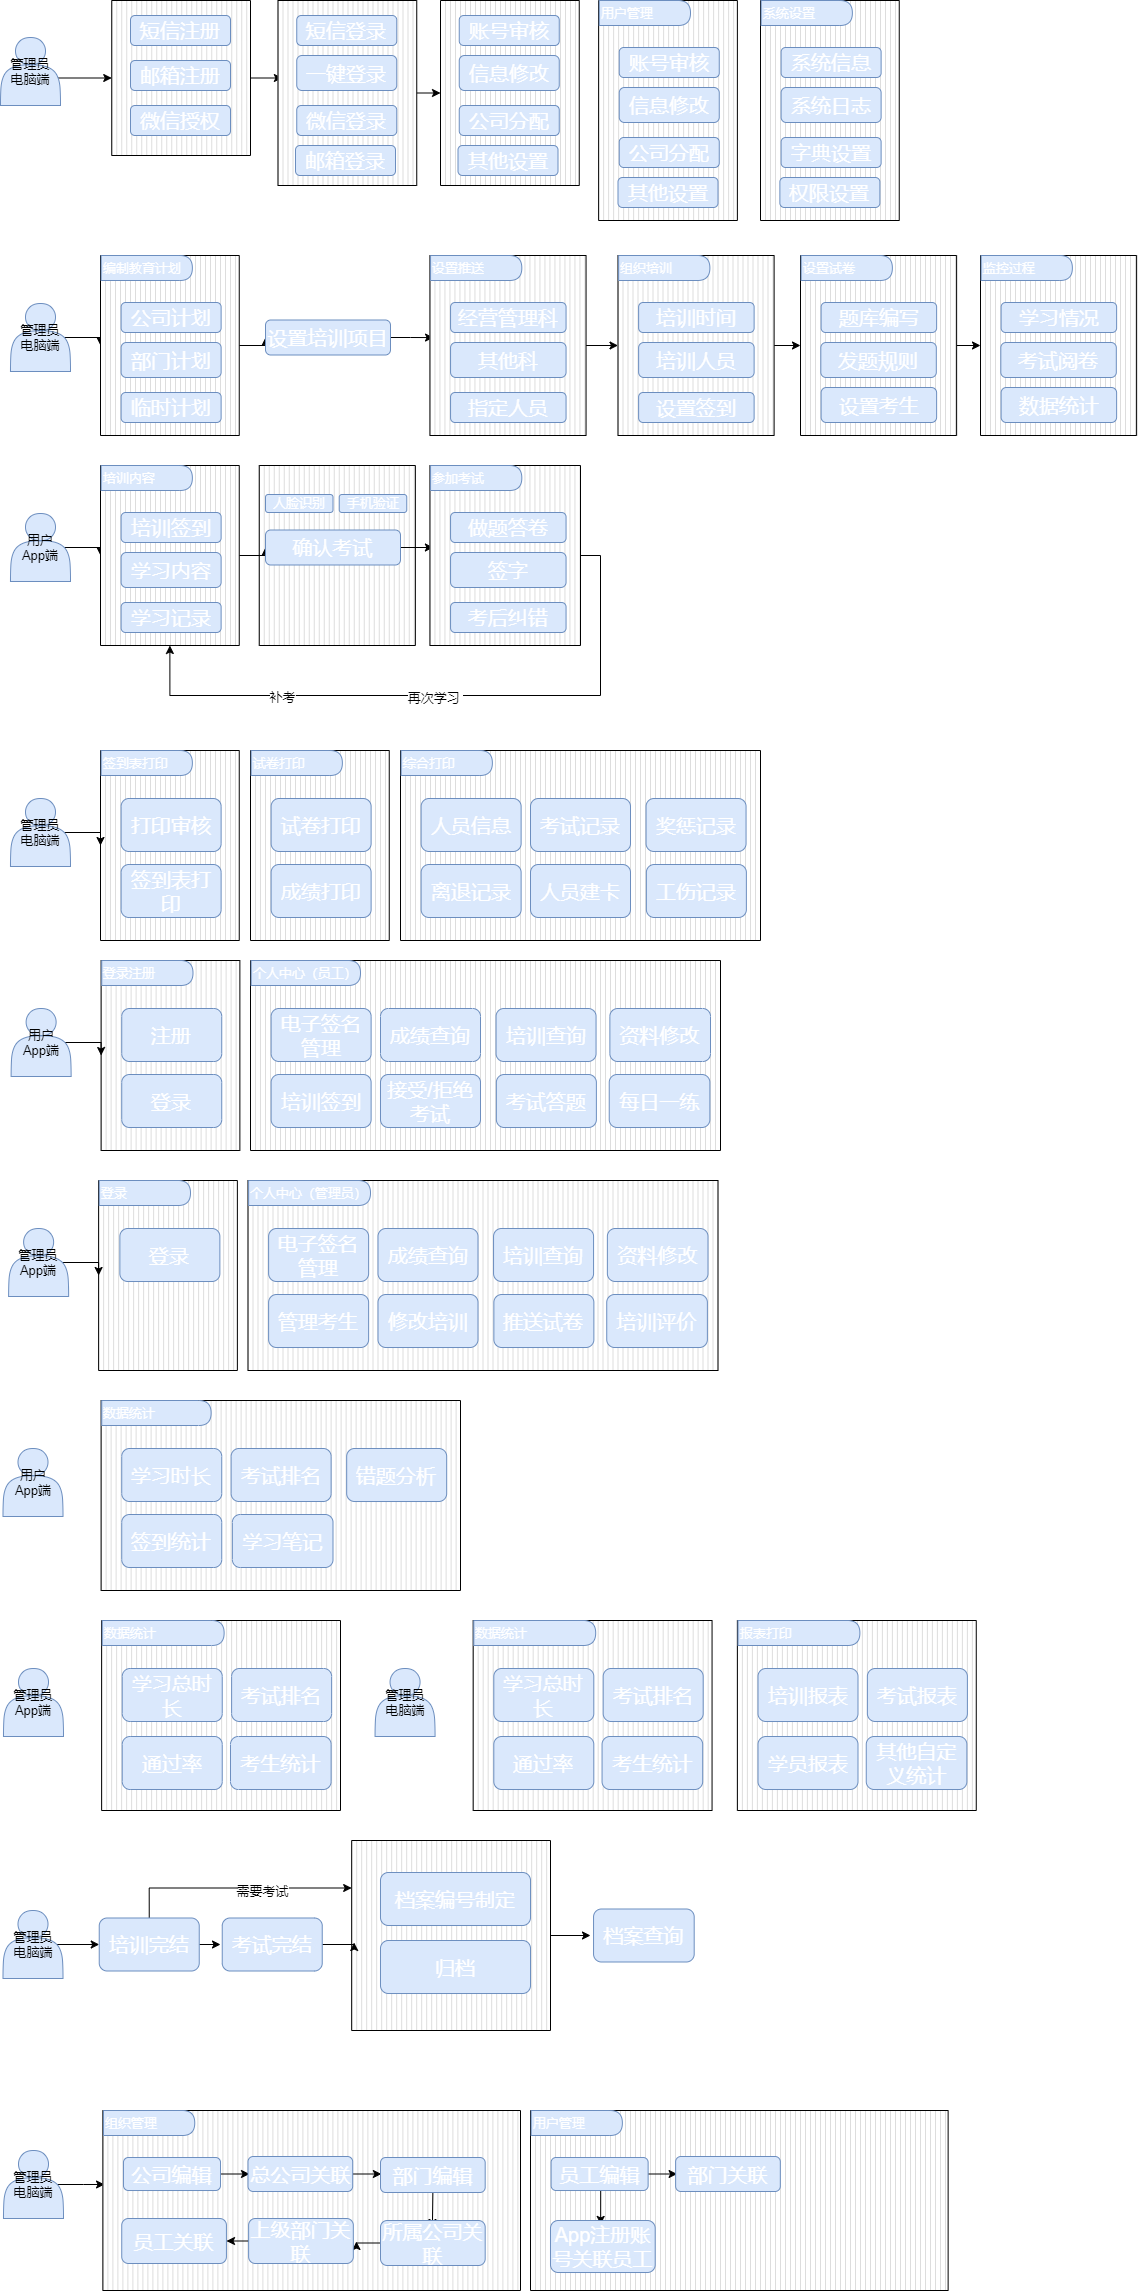 管理员
电脑端
短信注册
邮箱注册
微信授权
短信登录
一键登录
微信登录
邮箱登录
账号审核
信息修改
公司分配
其他设置
用户管理
账号审核
信息修改
公司分配
其他设置
系统设置
系统信息
系统日志
字典设置
权限设置
管理员
电脑端
编制教育计划
公司计划
部门计划
临时计划
设置培训项目
设置推送
经营管理科
其他科
指定人员
组织培训
培训时间
培训人员
设置签到
设置试卷
题库编写
发题规则
设置考生
监控过程
学习情况
考试阅卷
数据统计
用户
App端
培训内容
培训签到
学习内容
学习记录
人脸识别
手机验证
确认考试
参加考试
做题答卷
签字
考后纠错
补考
再次学习
管理员
电脑端
签到表打印
打印审核
签到表打
印
试卷打印
试卷打印
成绩打印
综合打印
人员信息
考试记录
奖惩记录
离退记录
人员建卡
工伤记录
用户
App端
登录注册
注册
登录
个人中心（员工）
电子签名
管理
成绩查询
培训查询
资料修改
培训签到
接受/拒绝
考试
考试答题
每日一练
管理员
App端
登录
登录
个人中心（管理员）
电子签名
管理
成绩查询
培训查询
资料修改
管理考生
修改培训
推送试卷
培训评价
用户
App端
数据统计
学习时长
考试排名
错题分析
签到统计
学习笔记
管理员
App端
数据统计
学习总时
长
考试排名
通过率
考生统计
管理员
电脑端
数据统计
学习总时
长
考试排名
通过率
考生统计
报表打印
培训报表
考试报表
学员报表
其他自定
义统计
管理员
电脑端
培训完结
需要考试
考试完结
档案编号制定
归档
档案查询
管理员
电脑端
组织管理
公司编辑
总公司关联
部门编辑
员工关联
上级部门关
联
所属公司关
联
用户管理
员工编辑
部门关联
App注册账
号关联员工